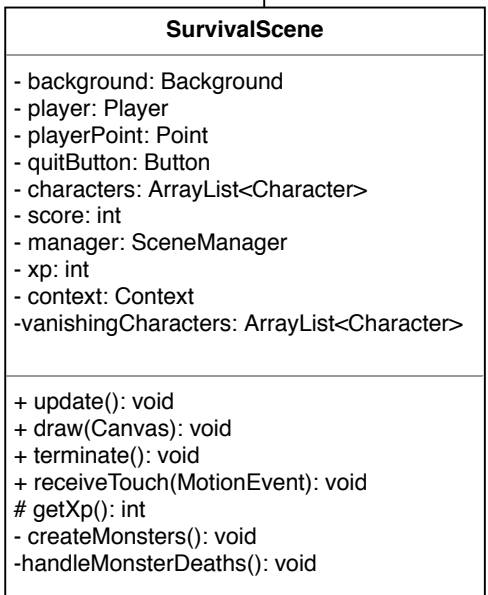 SurvivalScene
- background: Background
- player: Player
- playerPoint: Point
- quitButton: Button
- characters: ArrayList<Character>
- score: int
- manager: SceneManager
- xp: int
- context: Context
-vanishingCharacters: ArrayList<Character>
+ update(): void
+ draw(Canvas): void
+ terminate(): void
+ receiveTouch(MotionEvent): void
# getXp(): int
- createMonsters(): void
-handleMonsterDeaths(): void